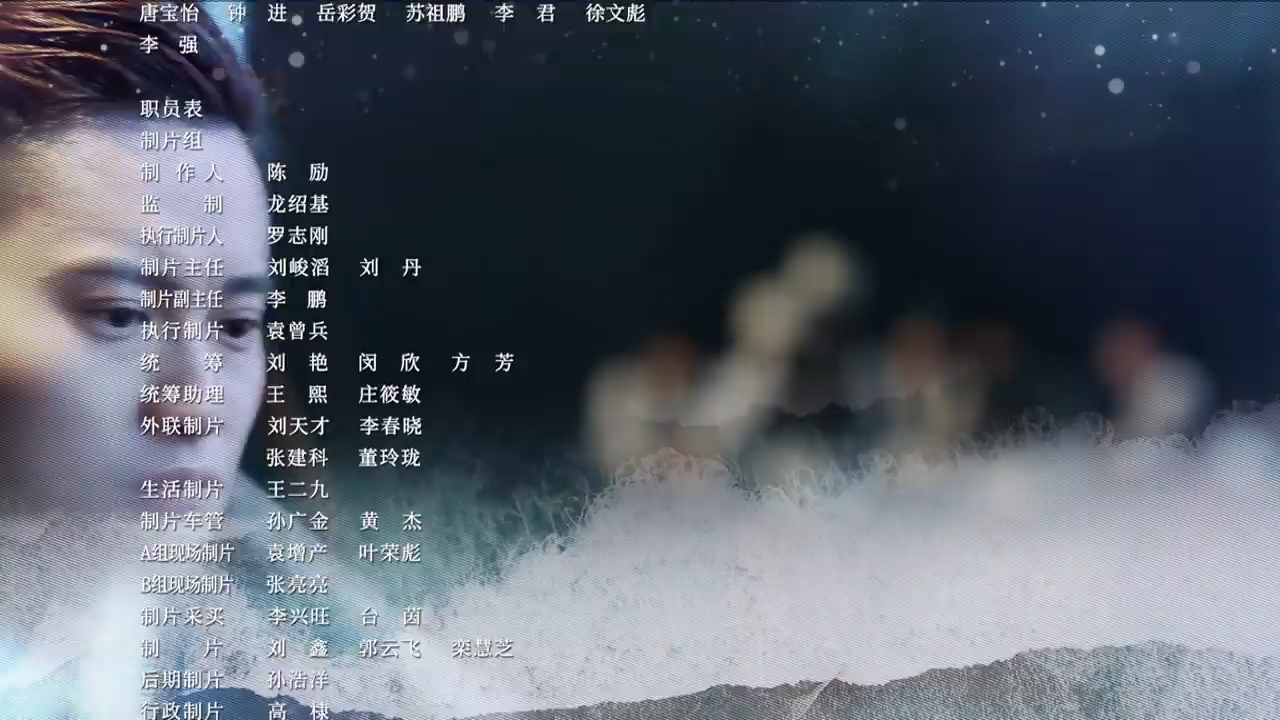 唐宝怡 钟 进 岳彩贺 苏祖鹏 李 君 徐文彪
李 强
职员表
制片组
制作人 陈 励
监 制 龙绍基
执行制片人 罗志刚
制片主任 刘峻滔 刘 丹
制片副主任 李 鹏
执行制片 袁曾兵
统 筹 刘 艳 闵 欣 方 芳
统筹助理 王 熙 庄筱敏
外联制片 刘天才 李春晓
张建科 董玲珑
生活制片 王二九
制片车管 孙广金 黄 杰
A组现场制片 袁增产 叶荣彪
B组现场制片 张亮亮
制片采买 李兴旺 台 茵
制 片 刘 鑫 郭云飞 栾慧芝
后期制片 孙浩洋
行政制片 高 棣